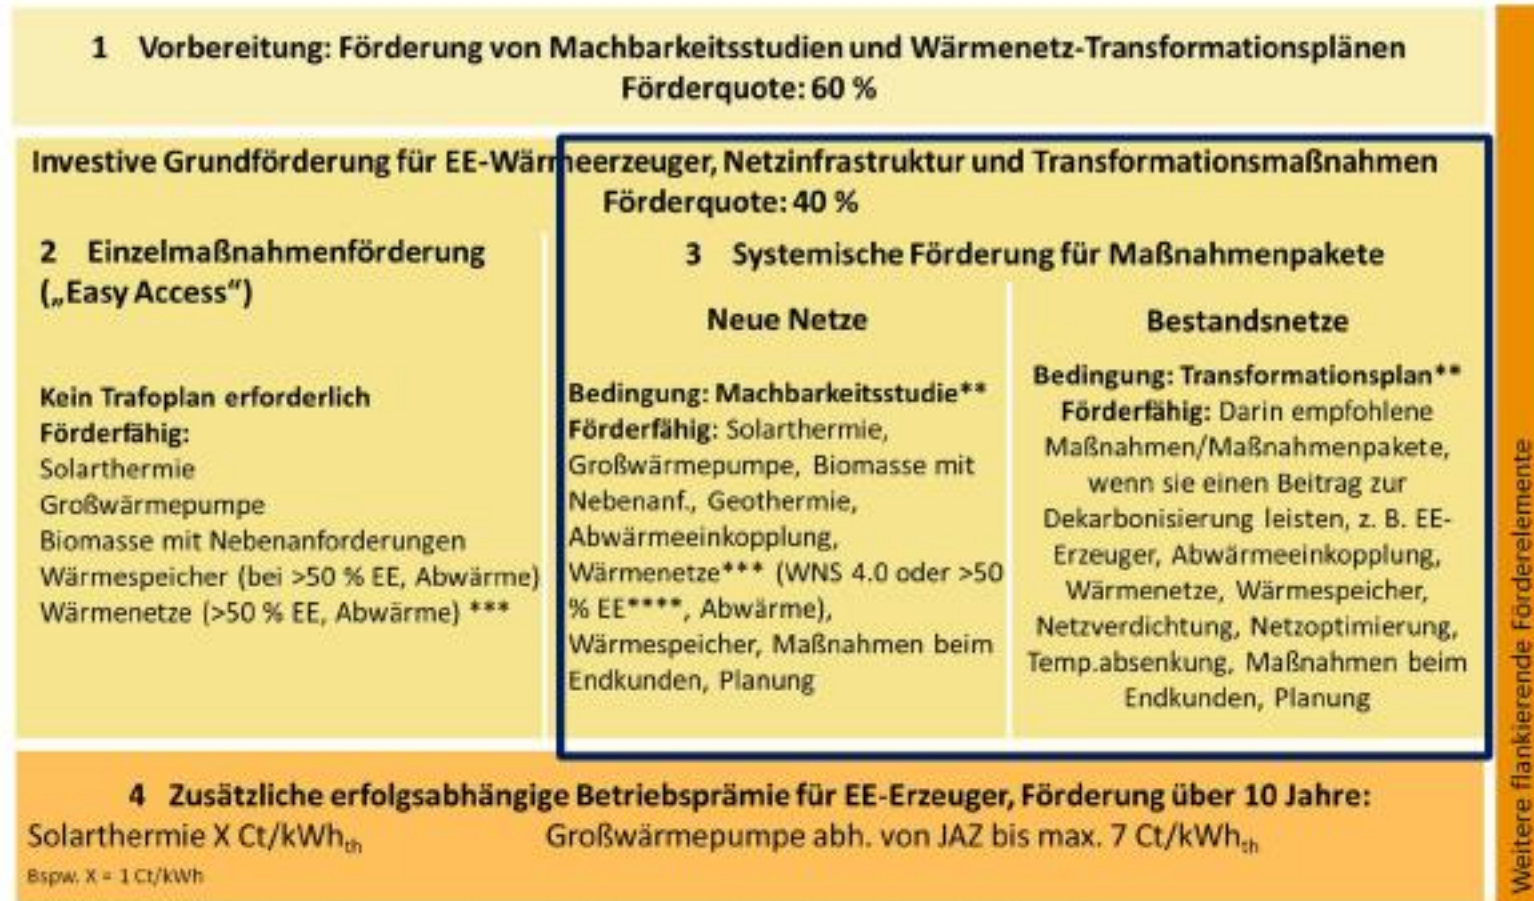 1 Vorbereitung: Förderung von Machbarkeitsstudien und Wärmenetz-Transformationsplänen
Förderquote: 60 %
Investive Grundförderung für EE-Wärmeerzeuger, Netzinfrastruktur und Transformationsmaßnahmen
Förderquote: 40 %
2 Einzelmaßnahmenförderung
(„Easy Access“)
Kein Trafoplan erforderlich
Förderfähig:
Solarthermie
Großwärmepumpe
Biomasse mit Nebenanforderungen
Wärmespeicher (bei >50 % EE, Abwärme)
Wärmenetze (>50 % EE, Abwärme) ***
3 Systemische Förderung für Maßnahmenpakete
Neue Netze
Bedingung: Machbarkeitsstudie**
Förderfähig: Solarthermie,
Großwärmepumpe, Biomasse mit
Nebenanf., Geothermie,
Abwärmeeinkopplung,
Wärmenetze*** (WNS 4.0 oder >50
% EE****, Abwärme),
Wärmespeicher, Maßnahmen beim
Endkunden, Planung
Bestandsnetze
Bedingung: Transformationsplan**
Förderfähig: Darin empfohlene
Maßnahmen/Maßnahmenpakete,
wenn sie einen Beitrag zur
Dekarbonisierung leisten, z. B. EE-
Erzeuger, Abwärmeeinkopplung,
Wärmenetze, Wärmespeicher,
Netzverdichtung, Netzoptimierung,
Temp.absenkung, Maßnahmen beim
Endkunden, Planung
4 Zusätzliche erfolgsabhängige Betriebsprämie für EE-Erzeuger, Förderung über 10 Jahre:
Solarthermie X Ct/kWhth
Großwärmepumpe abh. von JAZ bis max. 7 Ct/kWhth
Bspw. X = 1 Ct/kWh
Weitere flankierende Förderelemente